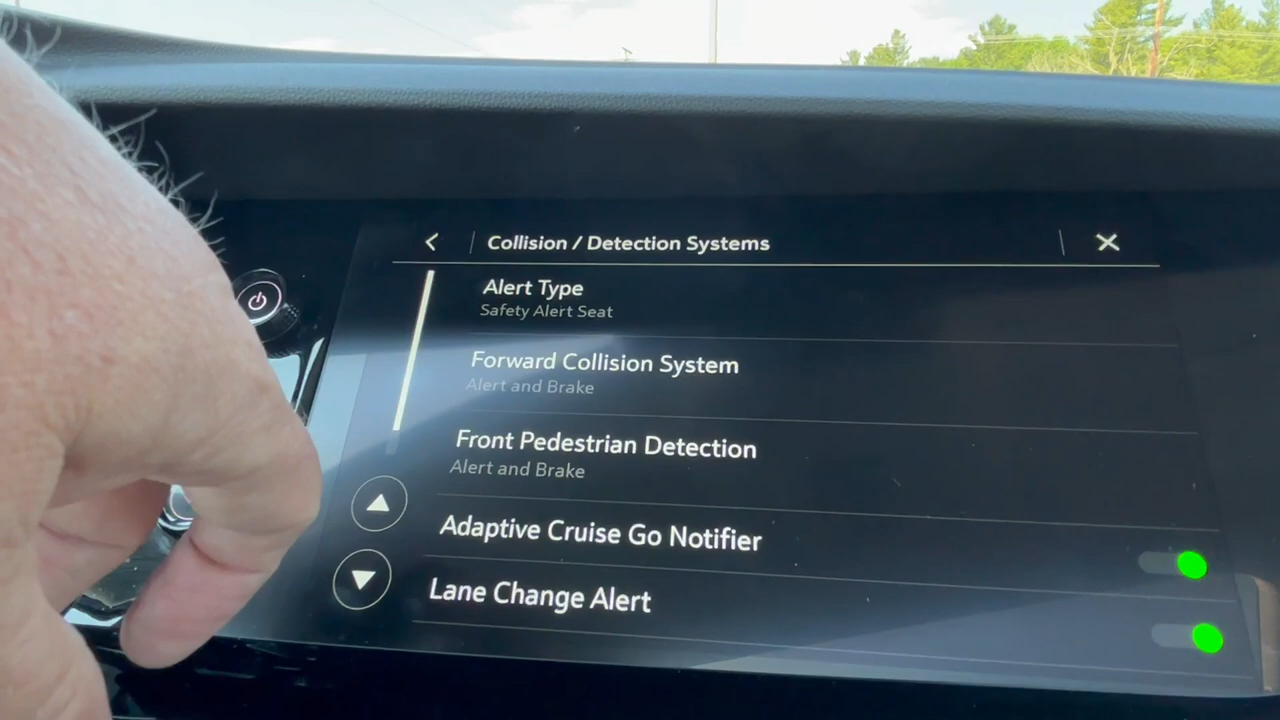 Collision / Detection Systems
Alert Type
Safety Alert Seat
Forward Collision System
Alert and Brake
Front Pedestrian Detection
Alert and Brake
Adaptive Cruise Go Notifier
Lane Change Alert